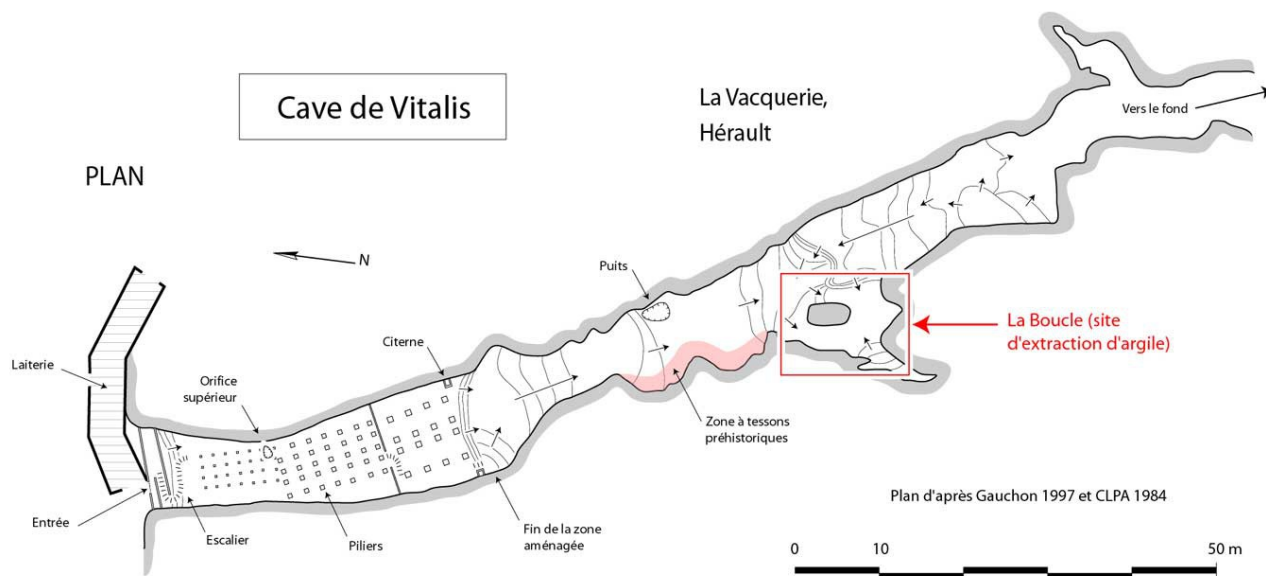 Cave de Vitalis
La Vacquerie,
Hérault
Vers le fond
PLAN
N
Puits
La Boucle (site
d'extraction d'argile)
Laiterie
Orifice
supérieur
Citerne
Zone à tessons
préhistoriques
Entrée
Escalier
Piliers
Fin de la zone
aménagée
Plan d'après Gauchon 1997 et CLPA 1984
0 10 50 m